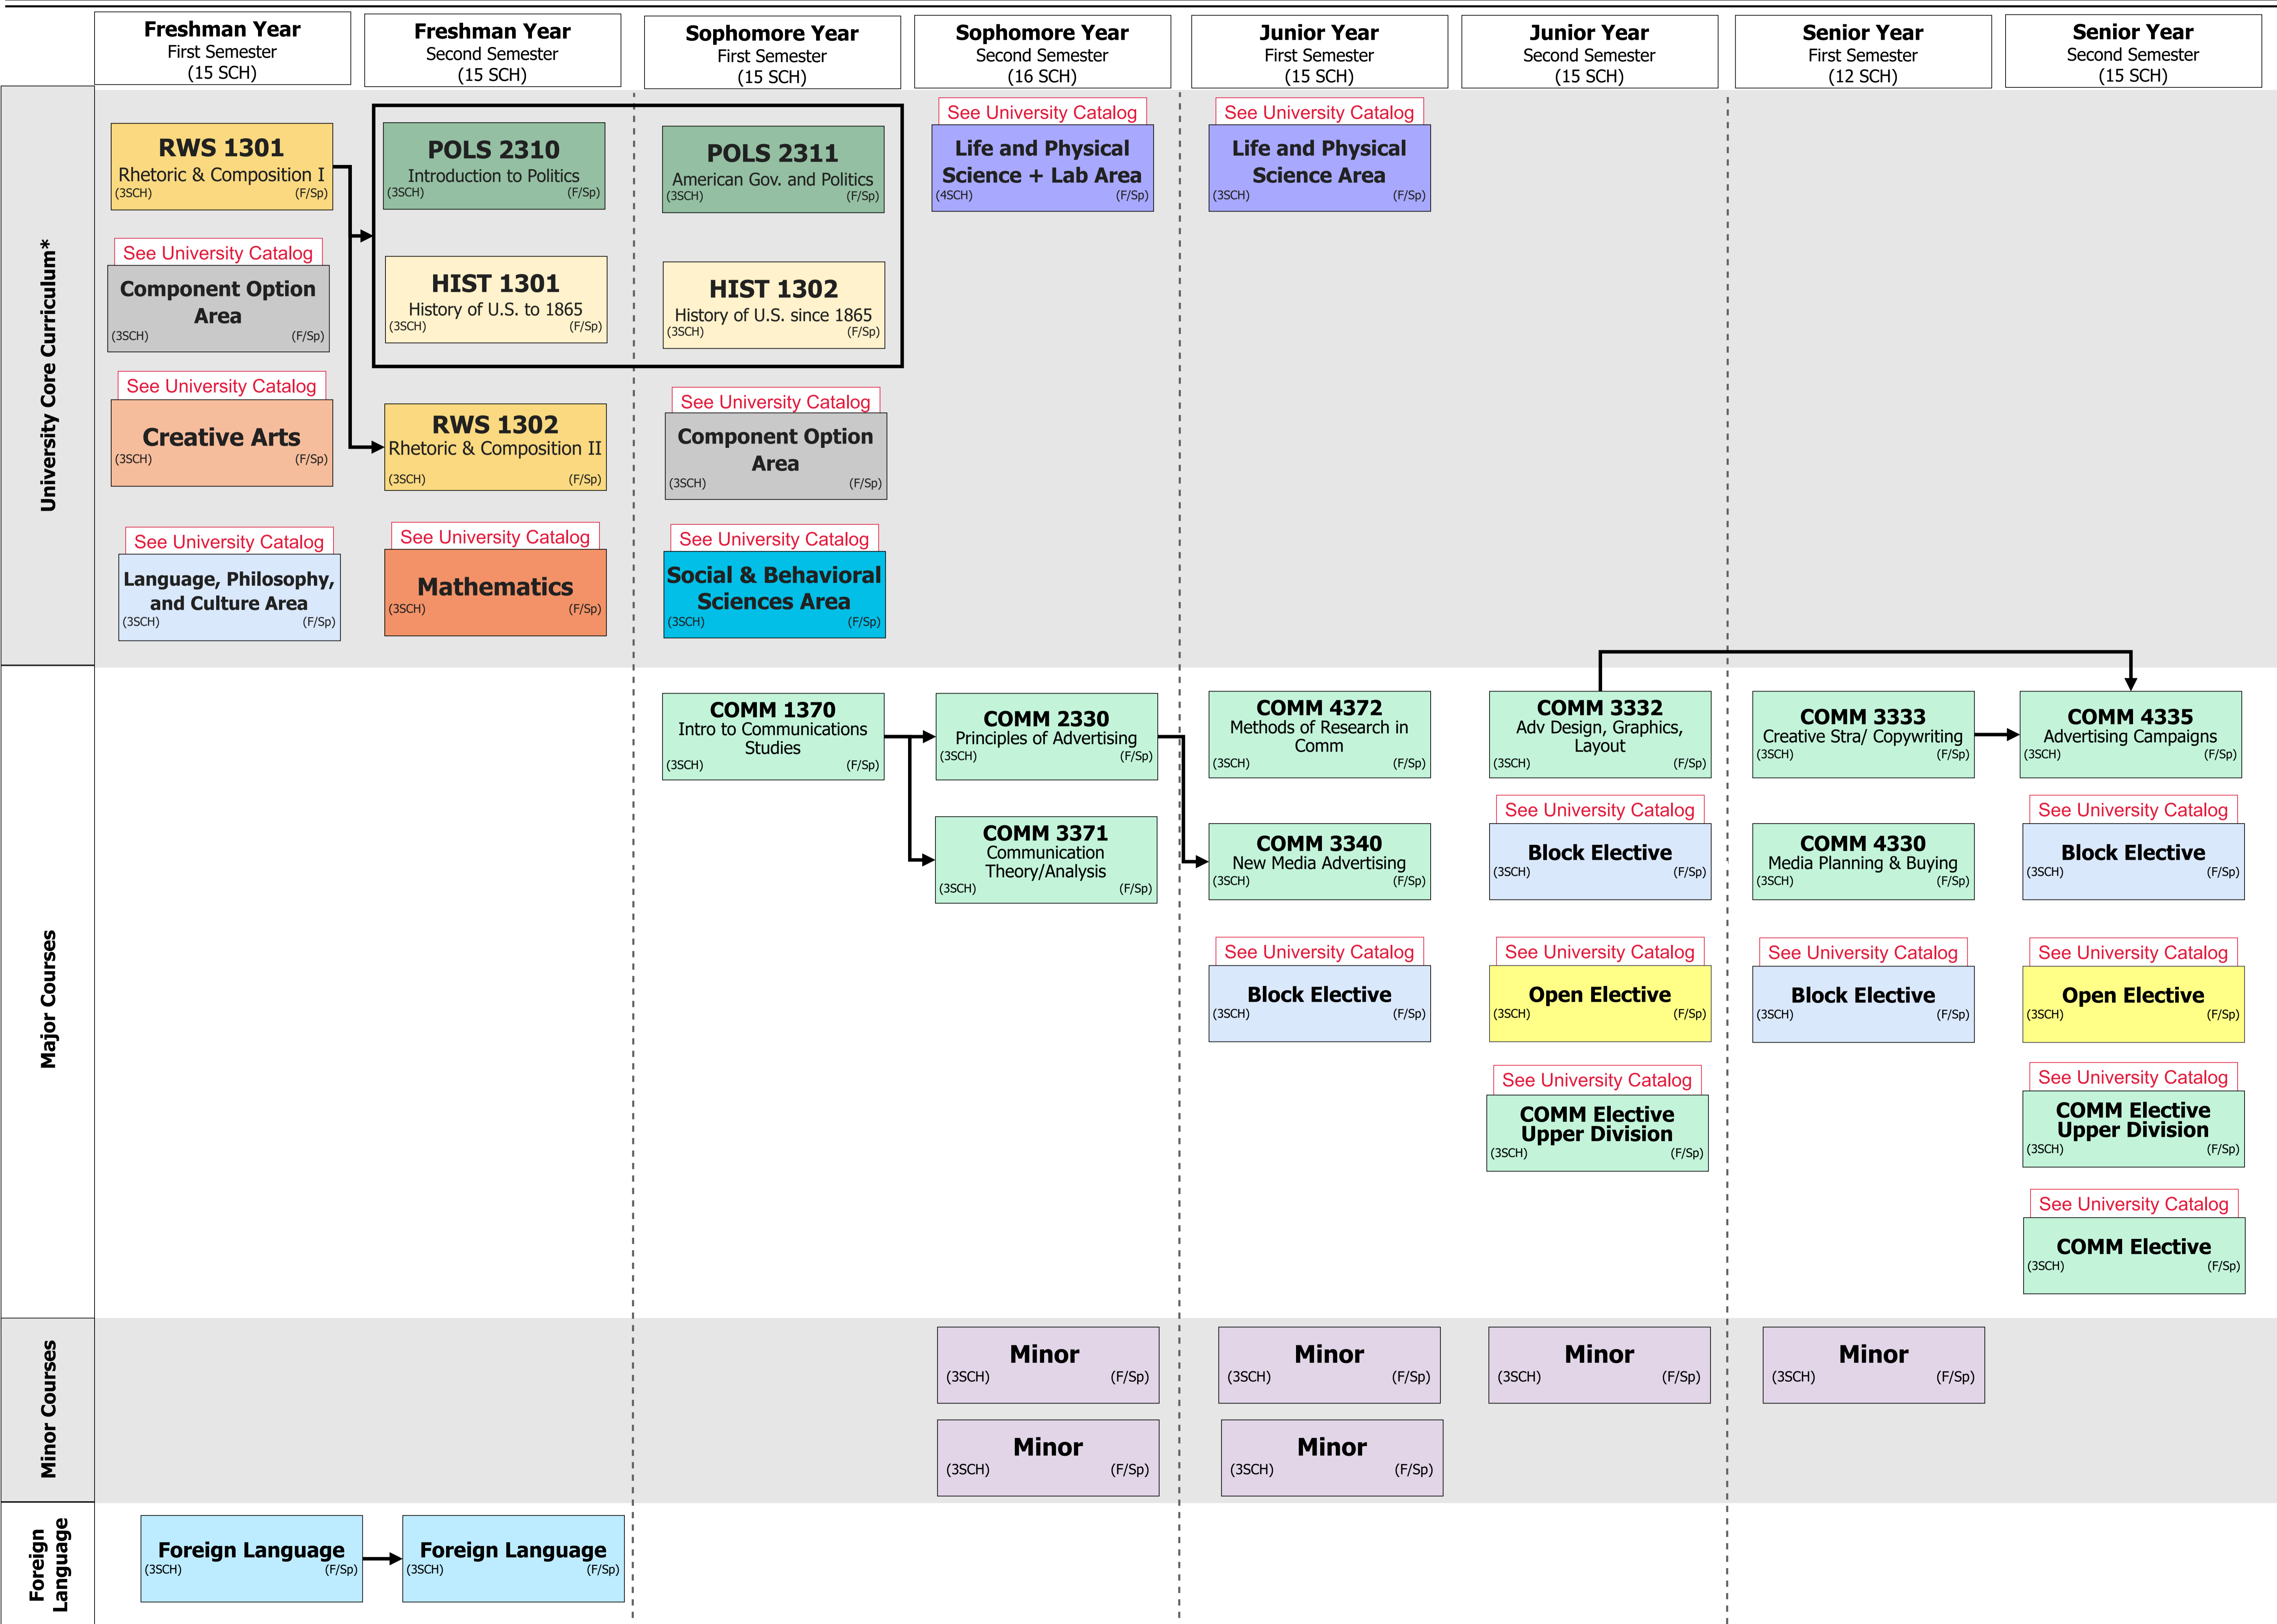 Freshman Year
First Semester
(15 SCH)
Freshman Year
Second Semester
(15 SCH)
Sophomore Year
First Semester
(15 SCH)
Sophomore Year
Second Semester
(16 SCH)
Junior Year
First Semester
(15 SCH)
Junior Year
Second Semester
(15 SCH)
Senior Year
First Semester
(12 SCH)
Senior Year
Second Semester
(15 SCH)
University Core Curriculum*
RWS 1301
Rhetoric & Composition I
(3SCH) (F/Sp)
See University Catalog
Component Option
Area
(3SCH) (F/Sp)
See University Catalog
Creative Arts
(3SCH) (F/Sp)
See University Catalog
Language, Philosophy,
and Culture Area
(3SCH) (F/Sp)
POLS 2310
Introduction to Politics
(3SCH) (F/Sp)
HIST 1301
History of U.S. to 1865
(3SCH) (F/Sp)
RWS 1302
Rhetoric & Composition II
(3SCH) (F/Sp)
See University Catalog
Mathematics
(3SCH) (F/Sp)
POLS 2311
American Gov. and Politics
(3SCH) (F/Sp)
HIST 1302
History of U.S. since 1865
(3SCH) (F/Sp)
See University Catalog
Component Option
Area
(3SCH) (F/Sp)
See University Catalog
Social & Behavioral
Sciences Area
(3SCH) (F/Sp)
See University Catalog
Life and Physical
Science + Lab Area
(4SCH) (F/Sp)
See University Catalog
Life and Physical
Science Area
(3SCH) (F/Sp)
Major Courses
COMM 1370
Intro to Communications
Studies
(3SCH) (F/Sp)
COMM 2330
Principles of Advertising
(3SCH) (F/Sp)
COMM 3371
Communication
Theory/Analysis
(3SCH) (F/Sp)
COMM 4372
Methods of Research in
Comm
(3SCH) (F/Sp)
COMM 3340
New Media Advertising
(3SCH) (F/Sp)
See University Catalog
Block Elective
(3SCH) (F/Sp)
COMM 3332
Adv Design, Graphics,
Layout
(3SCH) (F/Sp)
See University Catalog
Block Elective
(3SCH) (F/Sp)
See University Catalog
Open Elective
(3SCH) (F/Sp)
See University Catalog
COMM Elective
Upper Division
(3SCH) (F/Sp)
COMM 3333
Creative Stra/ Copywriting
(3SCH) (F/Sp)
COMM 4330
Media Planning & Buying
(3SCH) (F/Sp)
See University Catalog
Block Elective
(3SCH) (F/Sp)
COMM 4335
Advertising Campaigns
(3SCH) (F/Sp)
See University Catalog
Block Elective
(3SCH) (F/Sp)
See University Catalog
Open Elective
(3SCH) (F/Sp)
See University Catalog
COMM Elective
Upper Division
(3SCH) (F/Sp)
See University Catalog
COMM Elective
(3SCH) (F/Sp)
Minor Courses
Minor
(3SCH) (F/Sp)
Minor
(3SCH) (F/Sp)
Minor
(3SCH) (F/Sp)
Minor
(3SCH) (F/Sp)
Minor
(3SCH) (F/Sp)
Minor
(3SCH) (F/Sp)
Foreign
Language
Foreign Language
(3SCH) (F/Sp)
Foreign Language
(3SCH) (F/Sp)